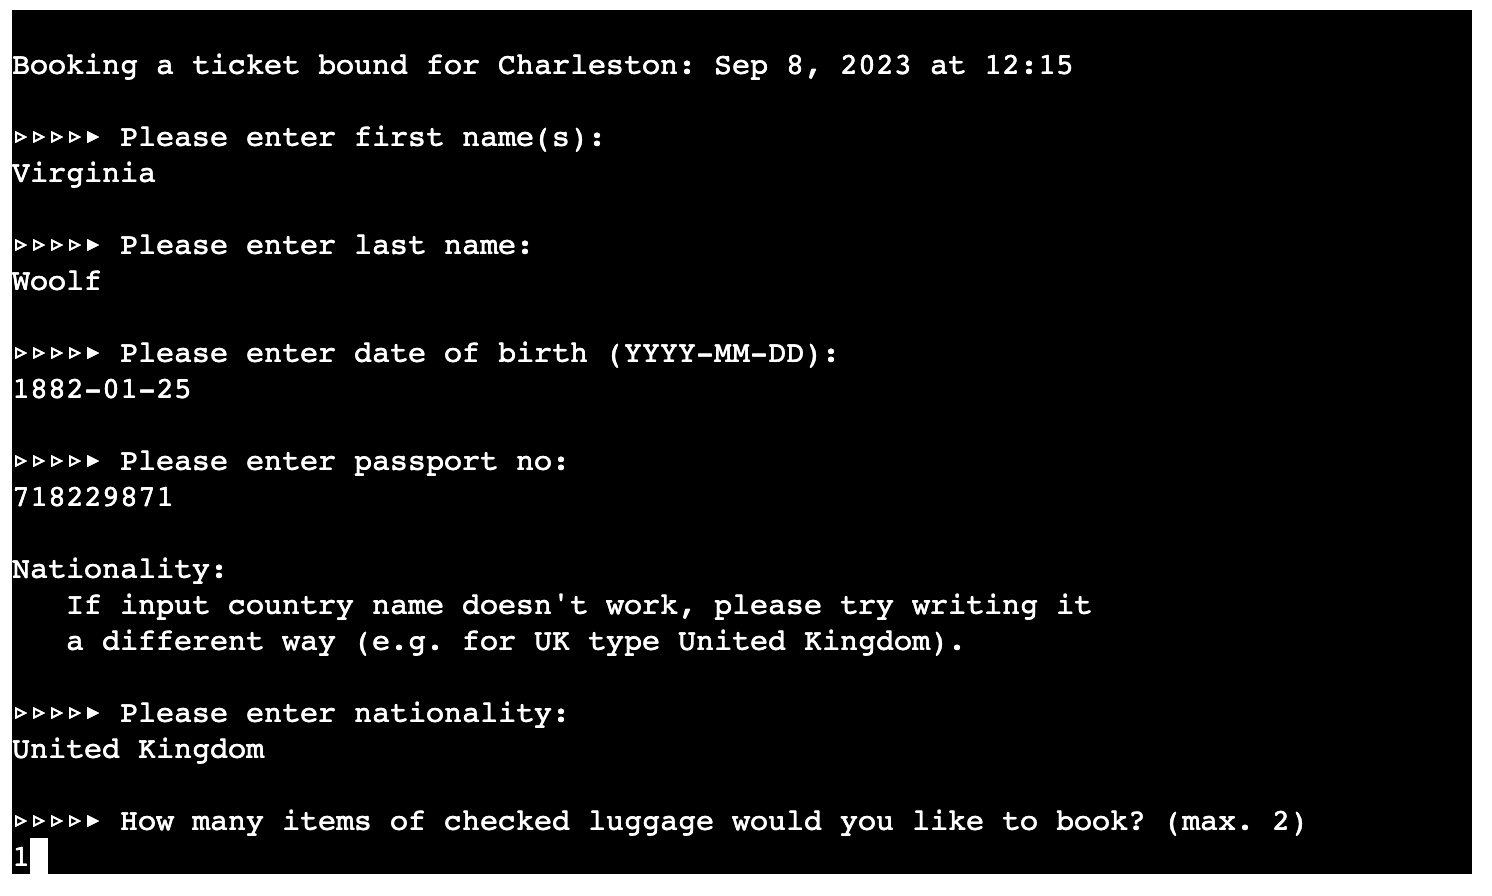 Booking a ticket bound for Charleston: Sep 8, 2023 at 12:15
▹▹▹▹▸ Please enter first name(s):
Virginia
▹▹▹▹▸ Please enter last name:
Woolf
▹▹▹▹▸ Please enter date of birth (YYYY-MM-DD):
1882-01-25
▹▹▹▹▸ Please enter passport no:
718229871
Nationality:
If input country name doesn't work, please try writing it
a different way (e.g. for UK type United Kingdom).
▹▹▹▹▸ Please enter nationality:
United Kingdom
▹▹▹▹▸ How many items of checked luggage would you like to book? (max. 2)
1